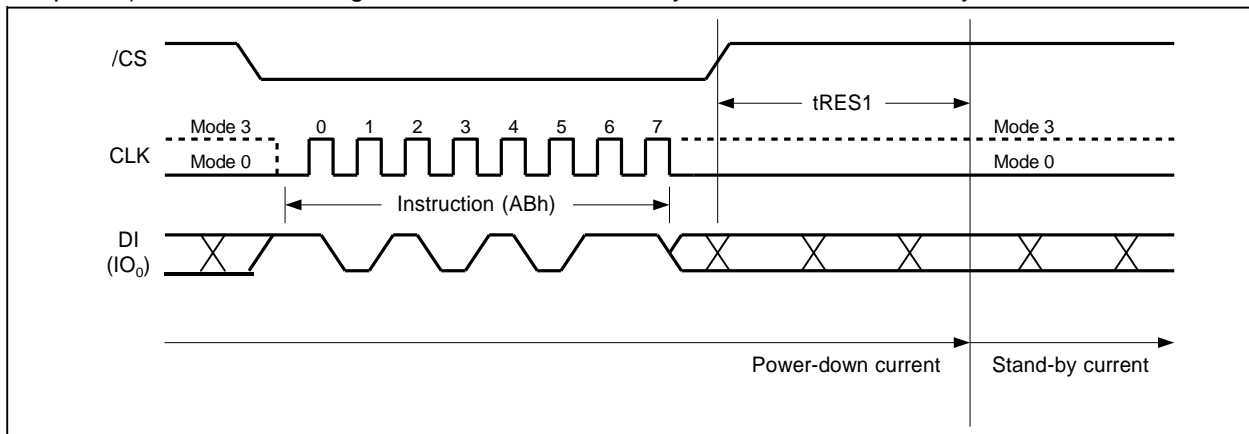 /CS
tRES1
Mode 3
0 1 2 3 4 5 6 7
Mode 3
CLK
Mode 0
Mode 0
Instruction (ABh)
DI
(IO₀)
Power-down current
Stand-by current